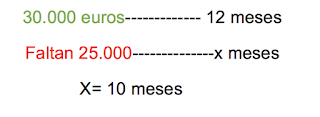 30.000 euros------------- 12 meses
Faltan 25.000--------------x meses
X= 10 meses